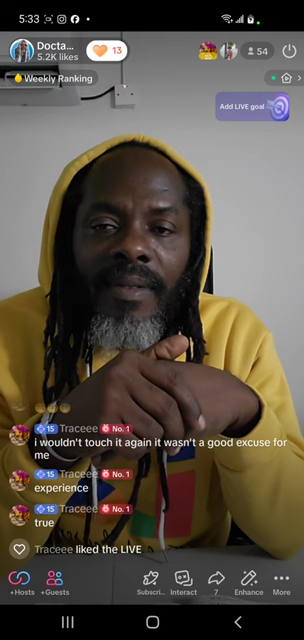 5:33
Docta...
5.2K likes
13
54
Weekly Ranking
Add LIVE goal
15 Traceee No. 1
i wouldn't touch it again it wasn't a good excuse for
me
15 Traceee No. 1
experience
15 Traceee No. 1
true
Traceee liked the LIVE
+Hosts
+Guests
Subscri...
Interact
7
Enhance
More